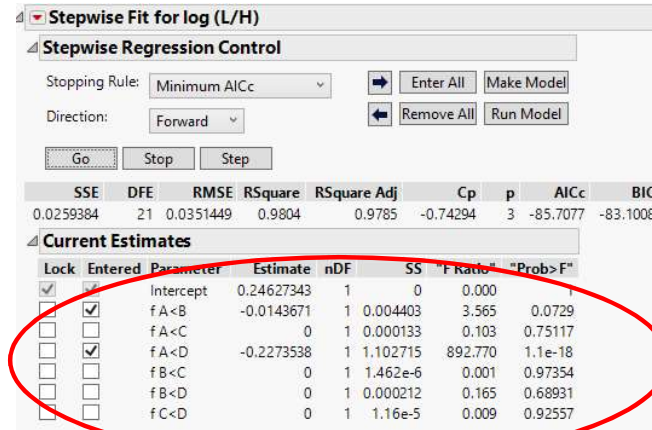 Stepwise Fit for log (L/H)
Stepwise Regression Control
Stopping Rule: Minimum AICc Enter All Make Model
Direction: Forward Remove All Run Model
Go Stop Step
SSE DFE RMSE RSquare RSquare Adj Cp p AICc BIC
0.0259384 21 0.0351449 0.9804 0.9785 -0.74294 3 -85.7077 -83.1008
Current Estimates
Lock Entered Parameter Estimate nDF SS "F Ratio" "Prob>F"
Intercept 0.24627343 1 0 0.000 1
f A<B -0.0143671 1 0.004403 3.565 0.0729
f A<C 0 1 0.000133 0.103 0.75117
f A<D -0.2273538 1 1.102715 892.770 1.1e-18
f B<C 0 1 1.462e-6 0.001 0.97354
f B<D 0 1 0.000212 0.165 0.68931
f C<D 0 1 1.16e-5 0.009 0.92557